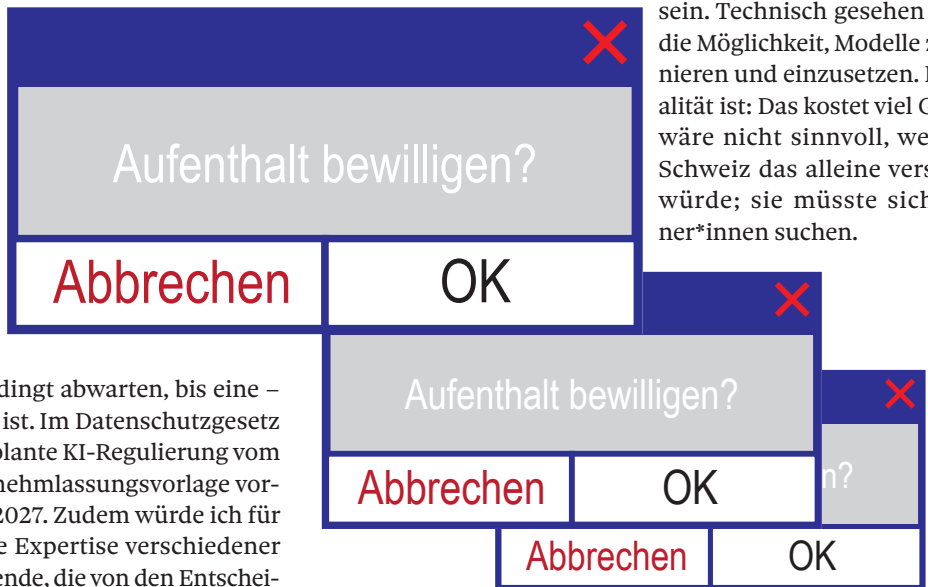 sein. Technisch gesehen
die Möglichkeit, Modelle
nieren und einzusetzen.
alität ist: Das kostet viel
wäre nicht sinnvoll,
Schweiz das alleine
würde; sie müsste sich
ner*innen suchen.
Aufenthalt bewilligen?
Abbrechen OK
dingt abwarten, bis eine –
ist. Im Datenschutzgesetz
plante KI-Regulierung vom
nehmlassungsvorlage vor-
2027. Zudem würde ich für
e Expertise verschiedener
ende, die von den Entschei-
Aufenthalt bewilligen?
Abbrechen OK
n?
Abbrechen OK